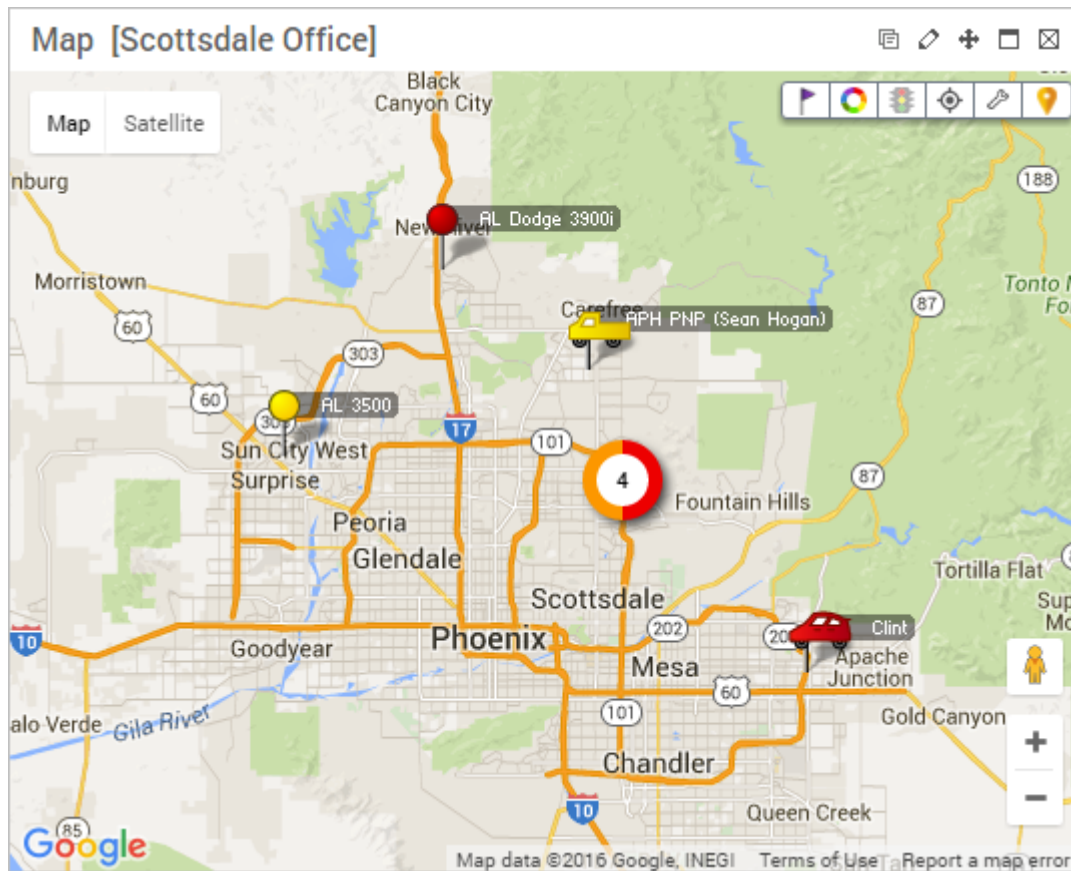 Map [Scottsdale Office]
Black
Canyon City
Map
Satellite
nburg
188
AL Dodge 3900i
New River
Morristown
Tonto
87
Carefree
APH PNP (Sean Hogan)
60
303
60
AL 3500
17
101
Sun City West
4
87
Surprise
Fountain Hills
Peoria
Glendale
Tortilla Flat
Scottsdale
Sup
10
Phoenix
202
Clint
Goodyear
Mesa
Apache
Junction
60
101
alo Verde
Gila River
Gold Canyon
Chandler
10
Queen Creek
85
Google
Map data ©2016 Google, INEGI
Terms of Use
Report a map error